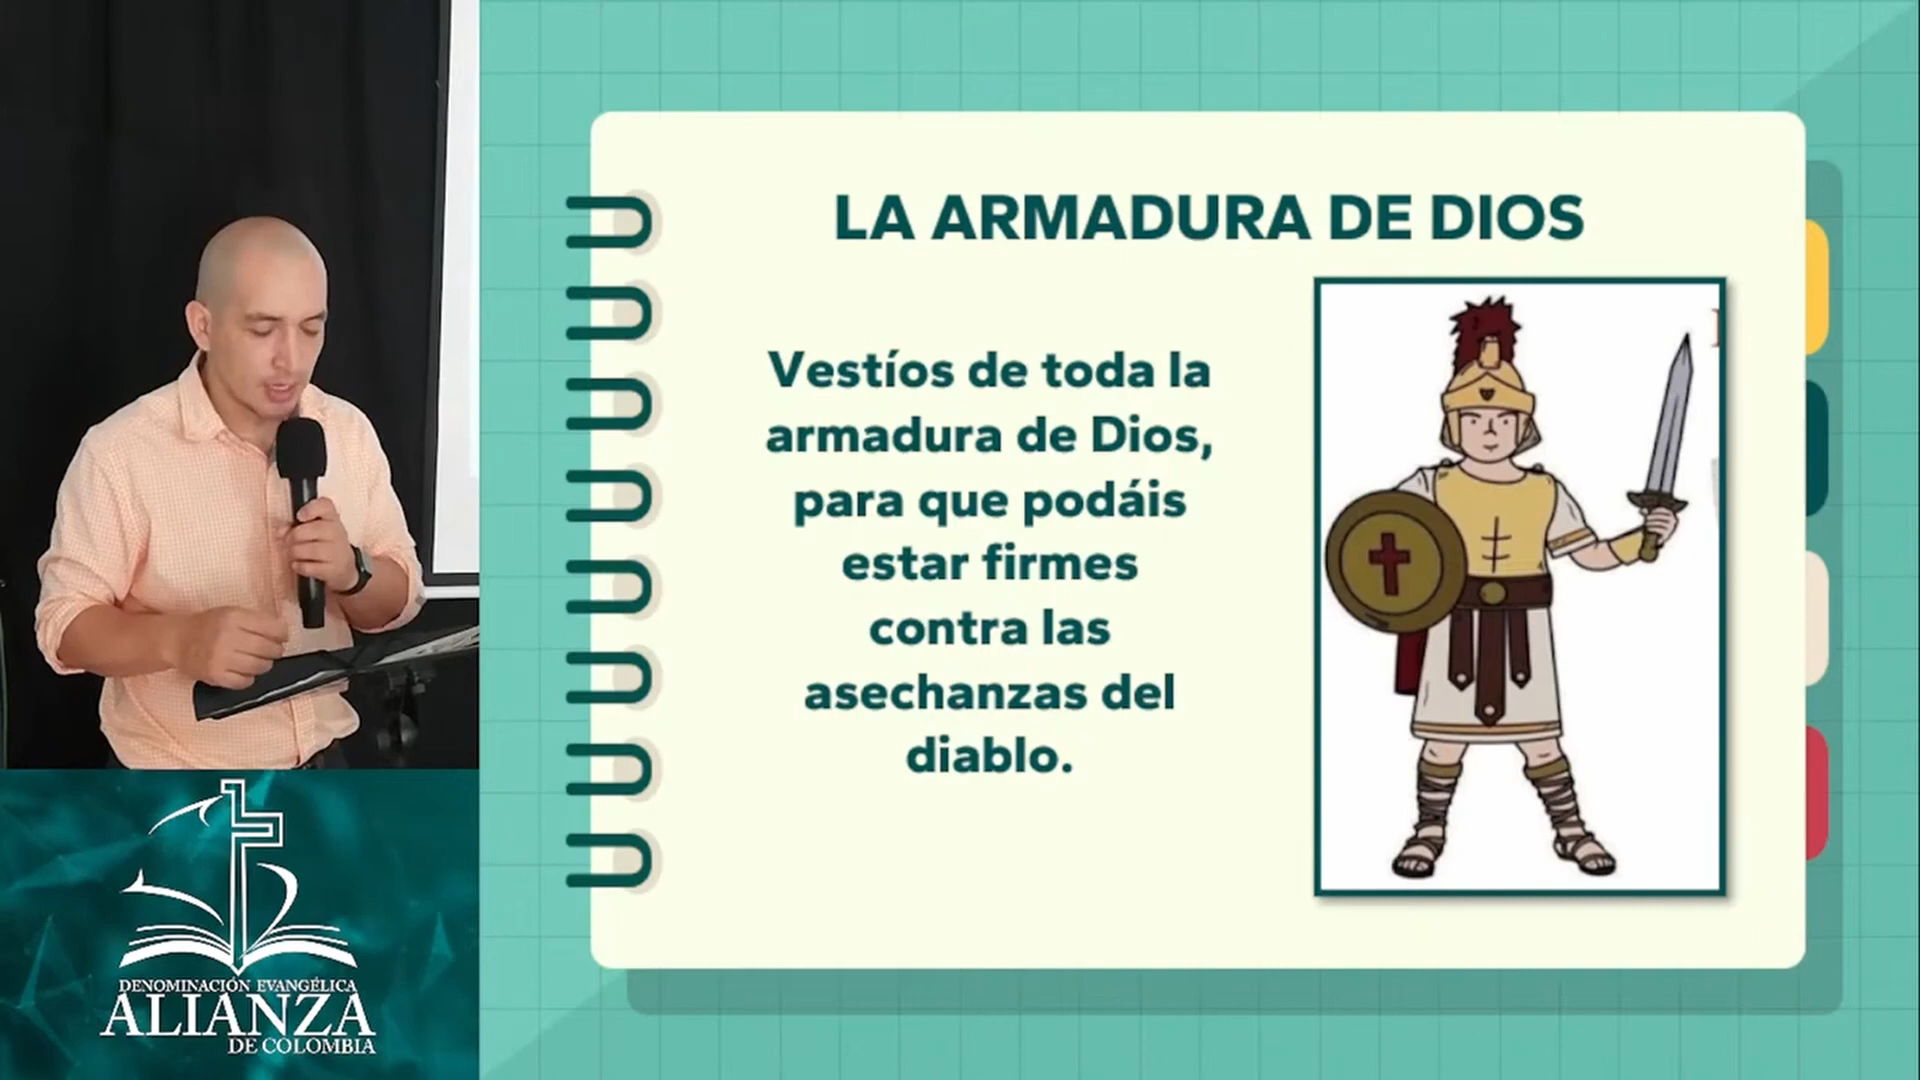 LA ARMADURA DE DIOS
Vestíos de toda la
armadura de Dios,
para que podáis
estar firmes
contra las
asechanzas del
diablo.
DENOMINACIÓN EVANGÉLICA
ALIANZA
DE COLOMBIA